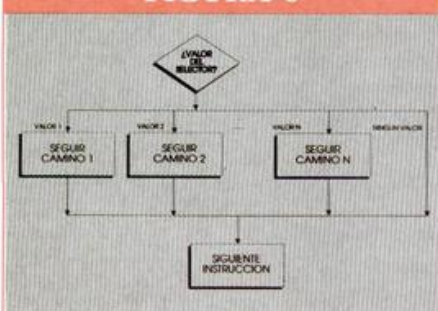 ¿VALOR
DEL
SELECTOR?
VALOR 1
VALOR 2
VALOR N
NINGUN VALOR
SEGUIR
CAMINO 1
SEGUIR
CAMINO 2
SEGUIR
CAMINO N
SIGUIENTE
INSTRUCCION